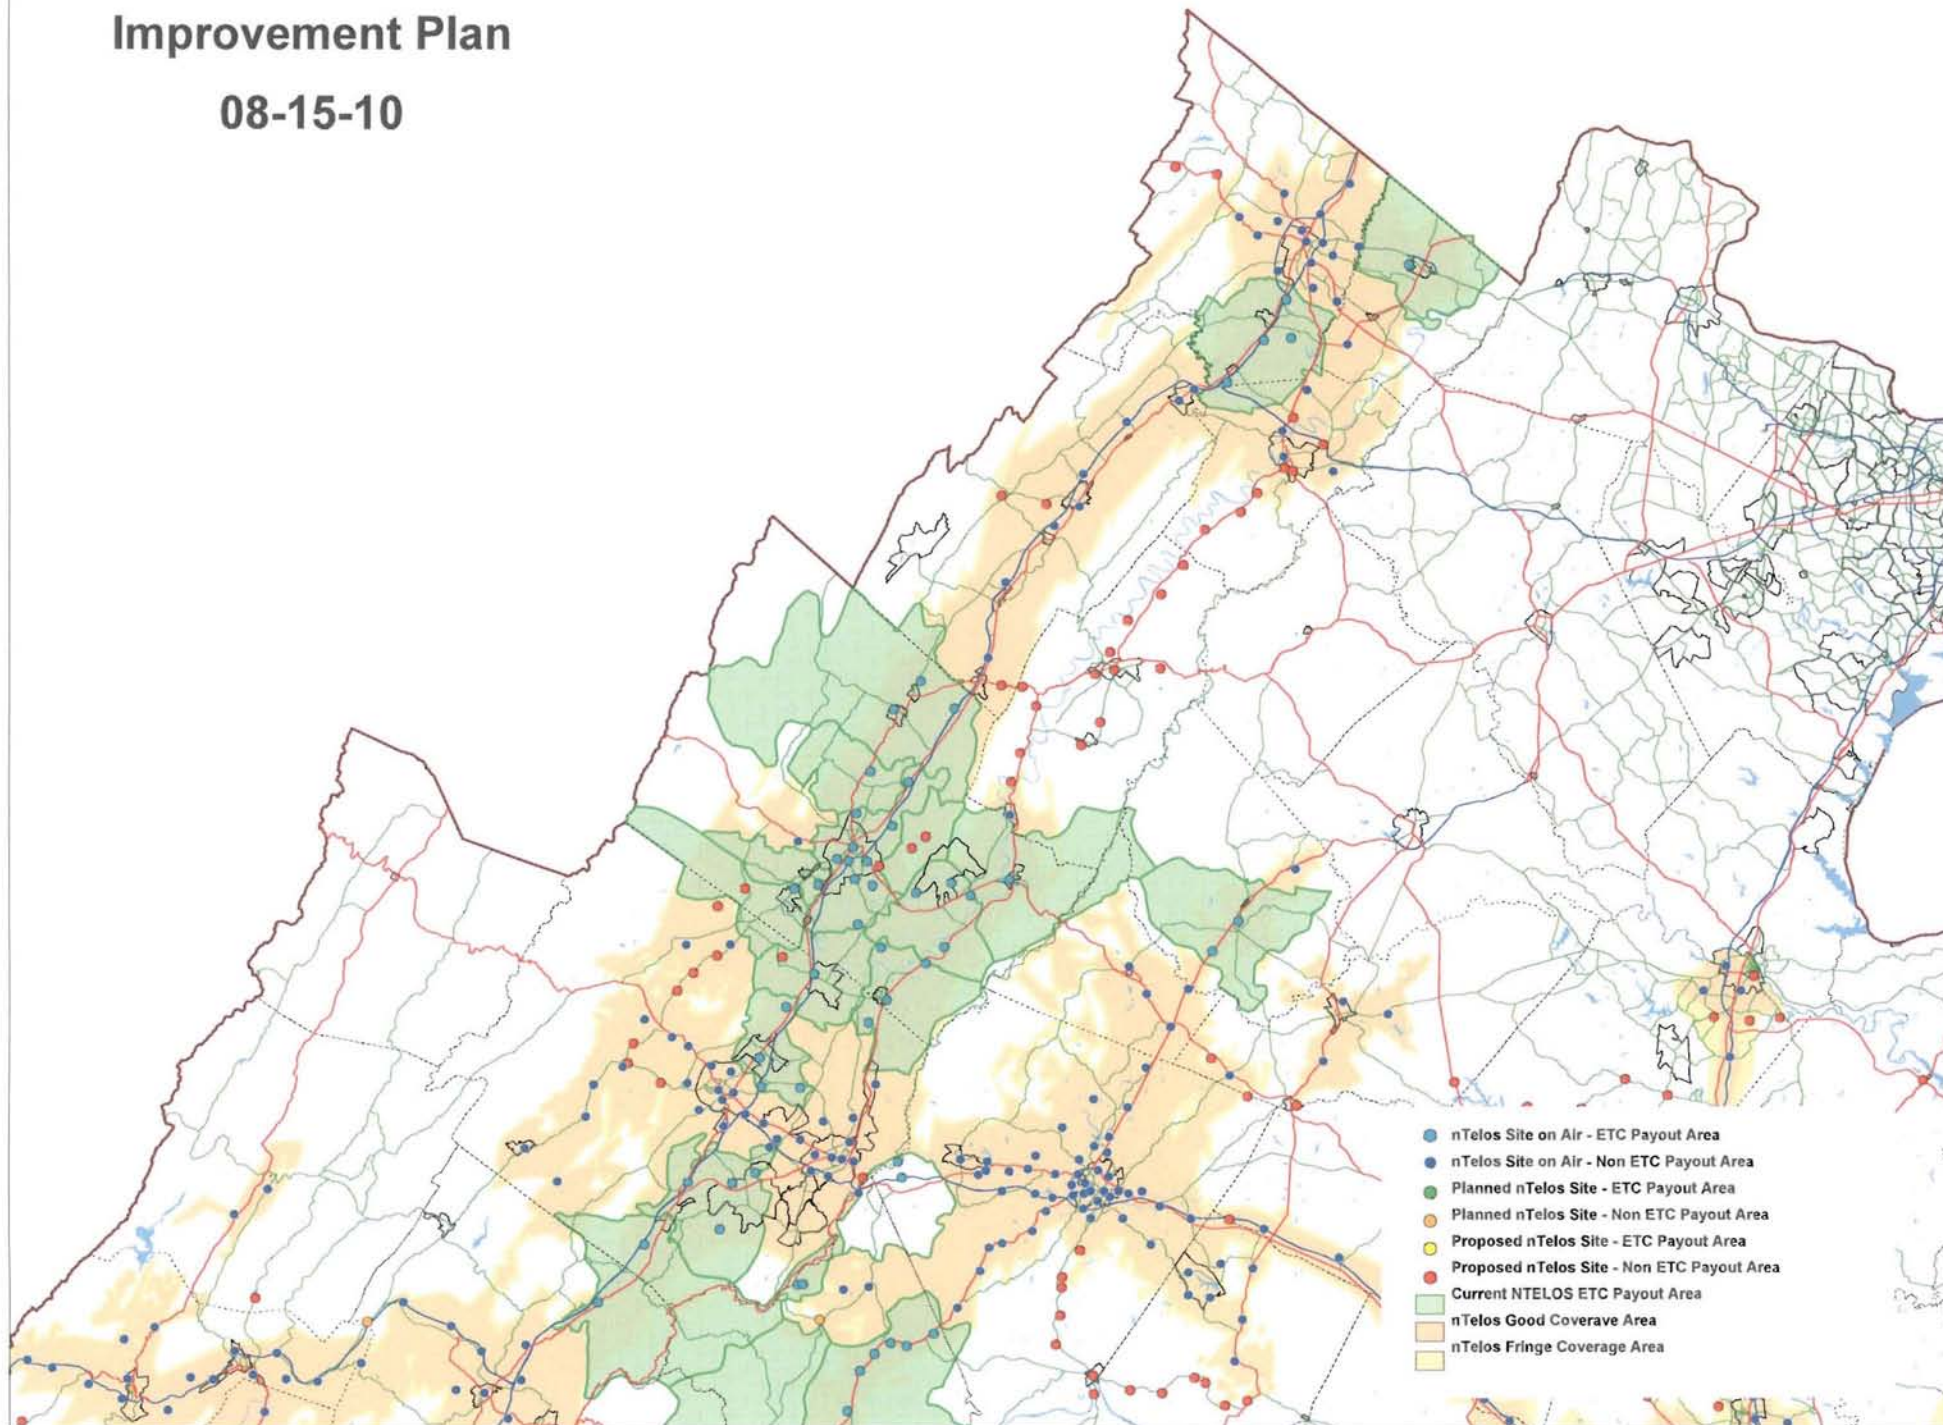 Improvement Plan
08-15-10
nTelos Site on Air - ETC Payout Area
nTelos Site on Air - Non ETC Payout Area
Planned nTelos Site - ETC Payout Area
Planned nTelos Site - Non ETC Payout Area
Proposed nTelos Site - ETC Payout Area
Proposed nTelos Site - Non ETC Payout Area
Current NTELOS ETC Payout Area
nTelos Good Coverave Area
nTelos Fringe Coverage Area